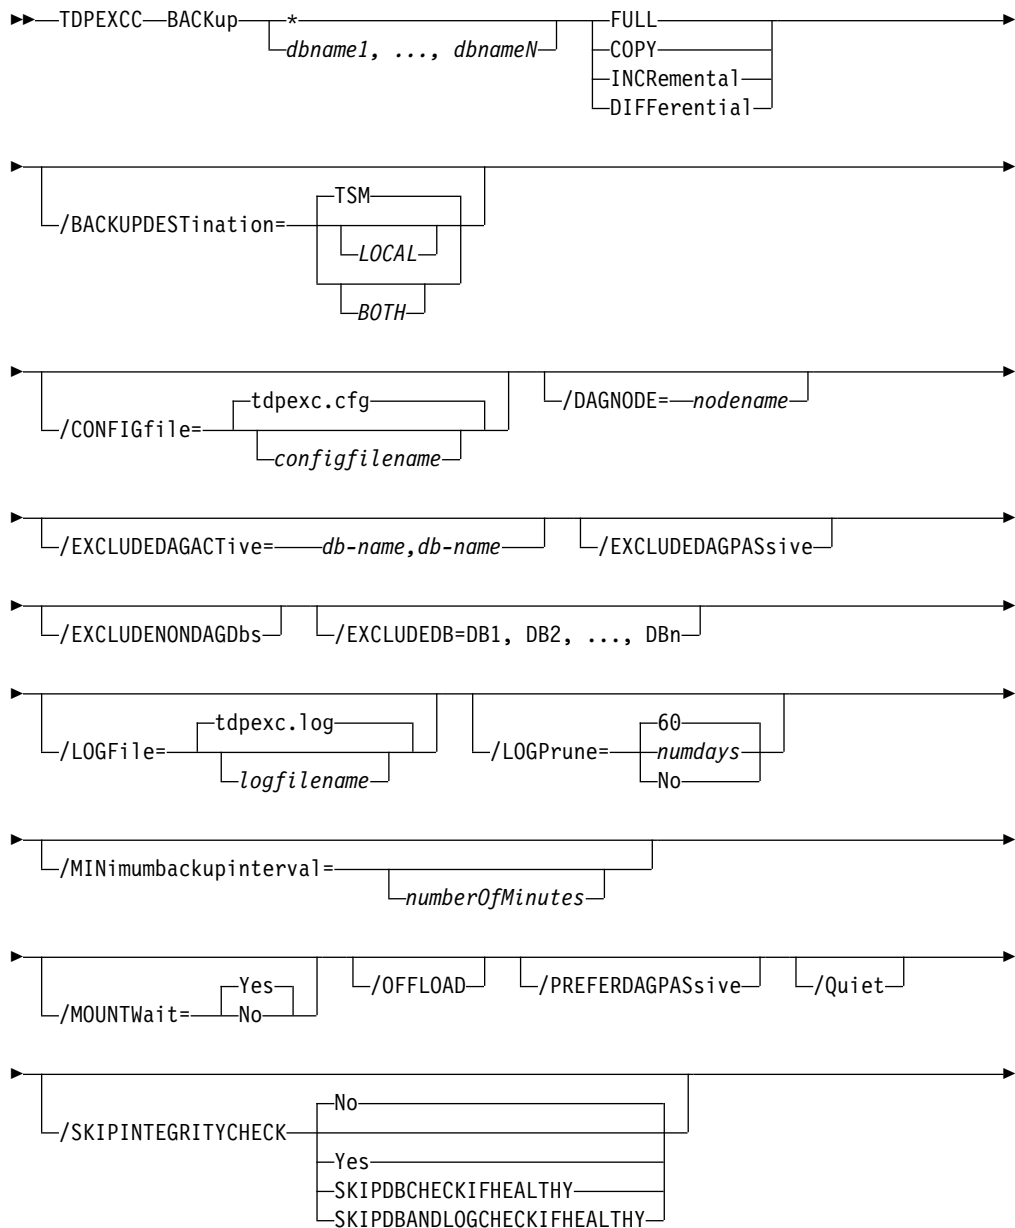 TDPEXCC BACKup * FULL
dbname1, ..., dbnameN COPY
INCRemental
DIFFerential
TSM
/BACKUPDESTination=
LOCAL
BOTH
tdpexc.cfg /DAGNODE= nodename
/CONFIGfile=
configfilename
/EXCLUDEDAGACTive= db-name,db-name /EXCLUDEDAGPASsive
/EXCLUDENONDAGDbs /EXCLUDEDB=DB1, DB2, ..., DBn
tdpexc.log 60
/LOGFile= /LOGPrune= numdays
logfilename No
/MINimumbackupinterval=
numberOfMinutes
Yes /OFFLOAD /PREFERDAGPASsive /Quiet
/MOUNTWait= No
No
/SKIPINTEGRITYCHECK
Yes
SKIPDBCHECKIFHEALTHY
SKIPDBANDLOGCHECKIFHEALTHY